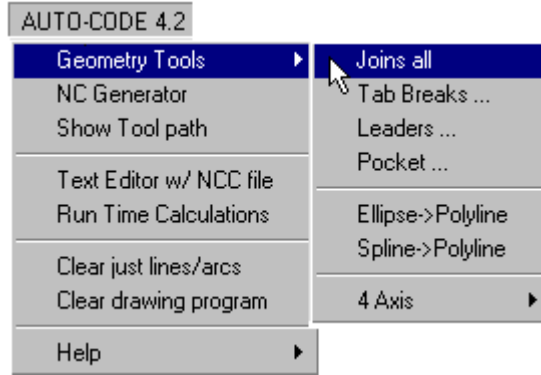 AUTO-CODE 4.2
Geometry Tools
NC Generator
Show Tool path
Text Editor w/ NCC file
Run Time Calculations
Clear just lines/arcs
Clear drawing program
Help
Joins all
Tab Breaks ...
Leaders ...
Pocket ...
Ellipse->Polyline
Spline->Polyline
4 Axis